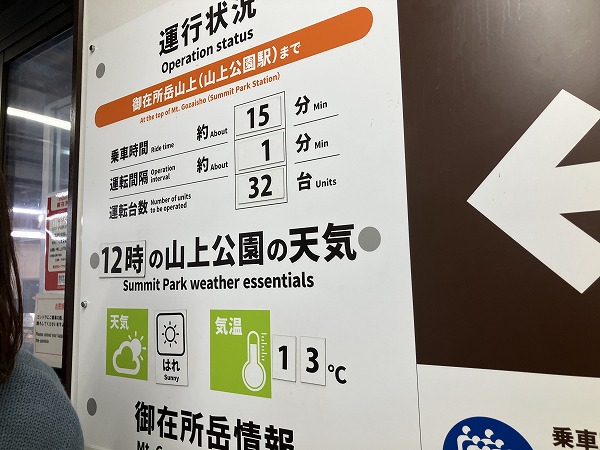 運行状況
Operation status
御在所岳山上（山上公園駅）まで
At the top of Mt. Gozaisho (Summit Park Station)
乗車時間 Ride time 約 About 15 分 Min
運転間隔 Operation interval 約 About 1 分 Min
運転台数 Number of units to be operated 32 台 Units
12時の山上公園の天気
Summit Park weather essentials
天気 はれ Sunny 気温 13℃
御在所岳情報
乗車